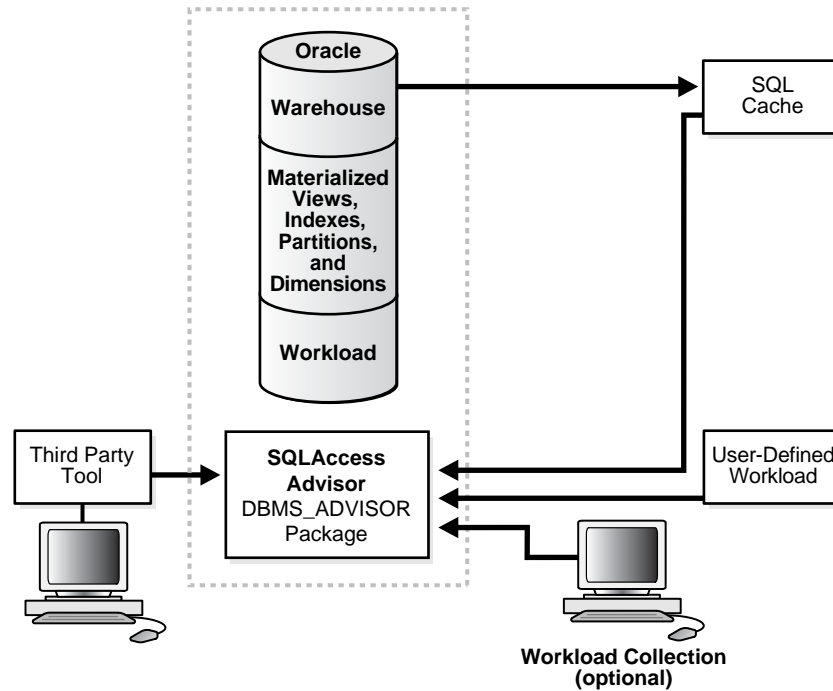 Oracle
Warehouse
Materialized
Views,
Indexes,
Partitions,
and
Dimensions
Workload
SQL
Cache
Third Party
Tool
SQLAccess
Advisor
DBMS_ADVISOR
Package
User-Defined
Workload
Workload Collection
(optional)